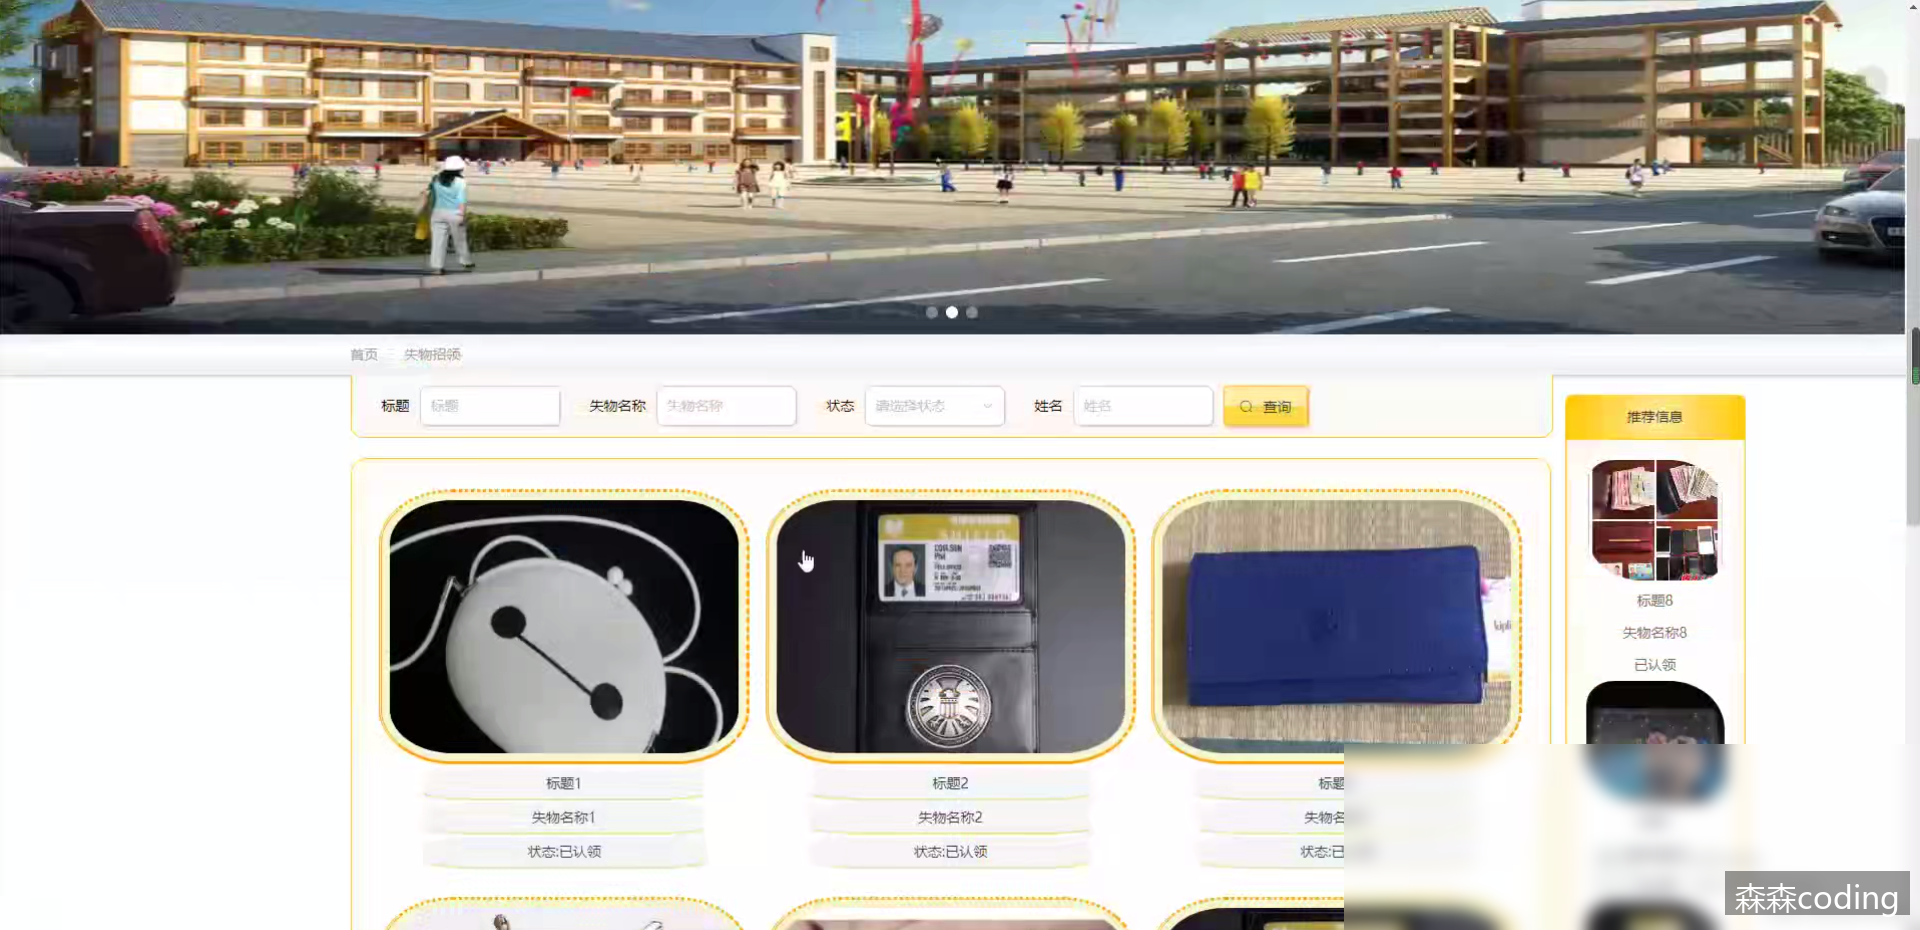 首页 失物招领
标题 标题 失物名称 失物名称 状态 请选择状态 姓名 姓名 查询
推荐信息
标题8
失物名称8
已认领
标题1
失物名称1
状态:已认领
标题2
失物名称2
状态:已认领
标题
失物名
状态:已
COULSON
PHIL
kipli
森森coding